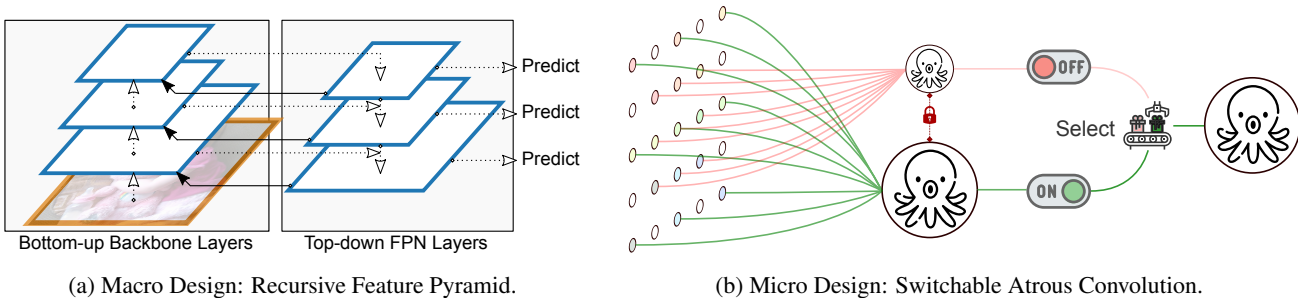 Predict
Predict
Predict
Bottom-up Backbone Layers
Top-down FPN Layers
(a) Macro Design: Recursive Feature Pyramid.
OFF
Select
ON
(b) Micro Design: Switchable Atrous Convolution.